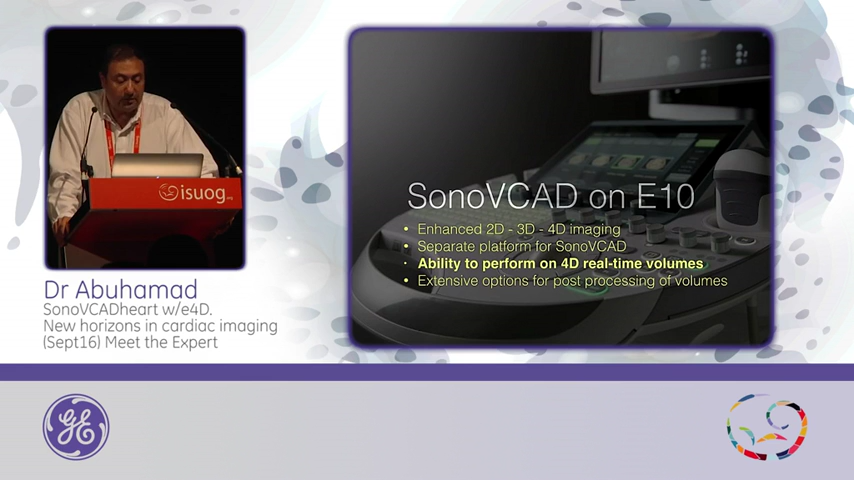 isuog.org
SonoVCAD on E10
• Enhanced 2D - 3D - 4D imaging
• Separate platform for SonoVCAD
• Ability to perform on 4D real-time volumes
• Extensive options for post processing of volumes
Dr Abuhamad
SonoVCADheart w/e4D.
New horizons in cardiac imaging
(Sept16) Meet the Expert
GE